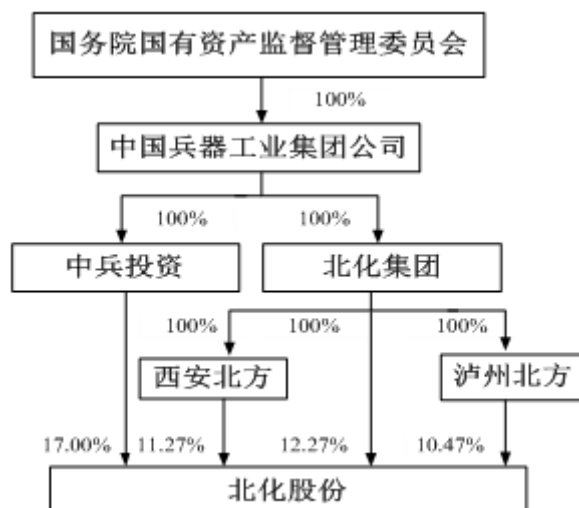 国务院国有资产监督管理委员会
100%
中国兵器工业集团公司
100%
100%
中兵投资
北化集团
100%
100%
100%
西安北方
泸州北方
17.00%
11.27%
12.27%
10.47%
北化股份